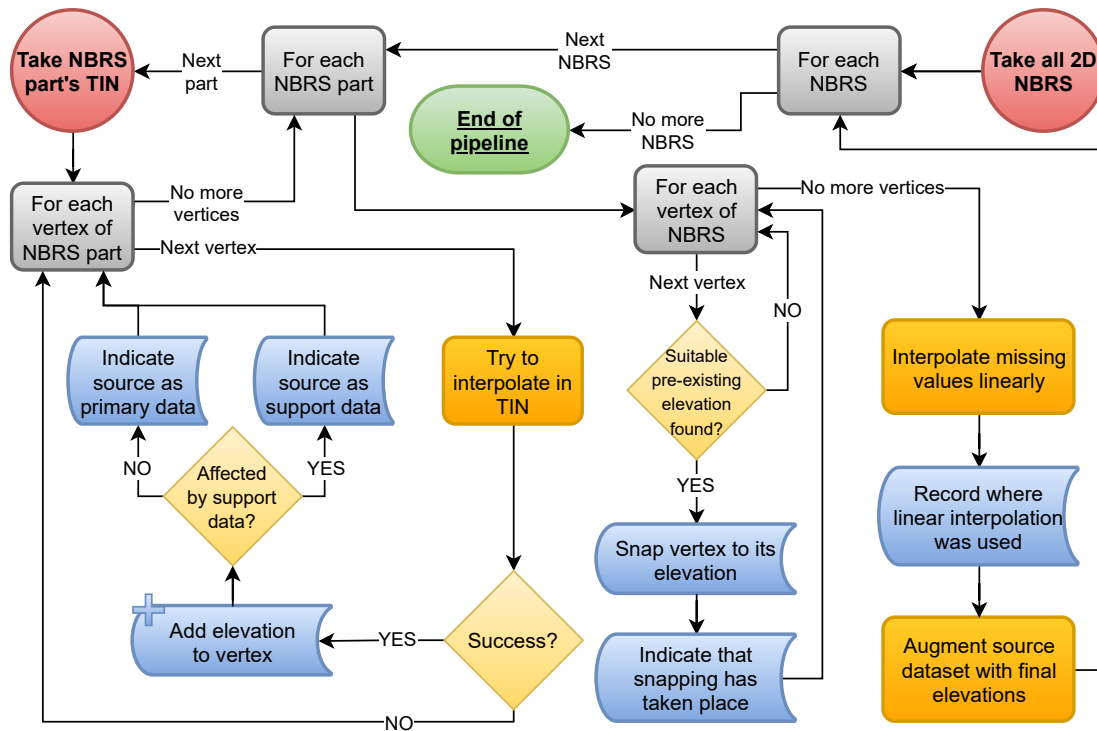 Take NBRS
part's TIN
Next
part
For each
NBRS part
Next
NBRS
For each
NBRS
Take all 2D
NBRS
End of
pipeline
No more
NBRS
For each
vertex of
NBRS part
No more
vertices
Next vertex
For each
vertex of
NBRS
No more vertices
Next vertex
NO
Indicate
source as
primary data
Indicate
source as
support data
Try to
interpolate in
TIN
Suitable
pre-existing
elevation
found?
Interpolate missing
values linearly
NO
Affected
by support
data?
YES
YES
Record where
linear interpolation
was used
Snap vertex to its
elevation
Add elevation
to vertex
YES
Success?
Indicate that
snapping has
taken place
Augment source
dataset with final
elevations
NO